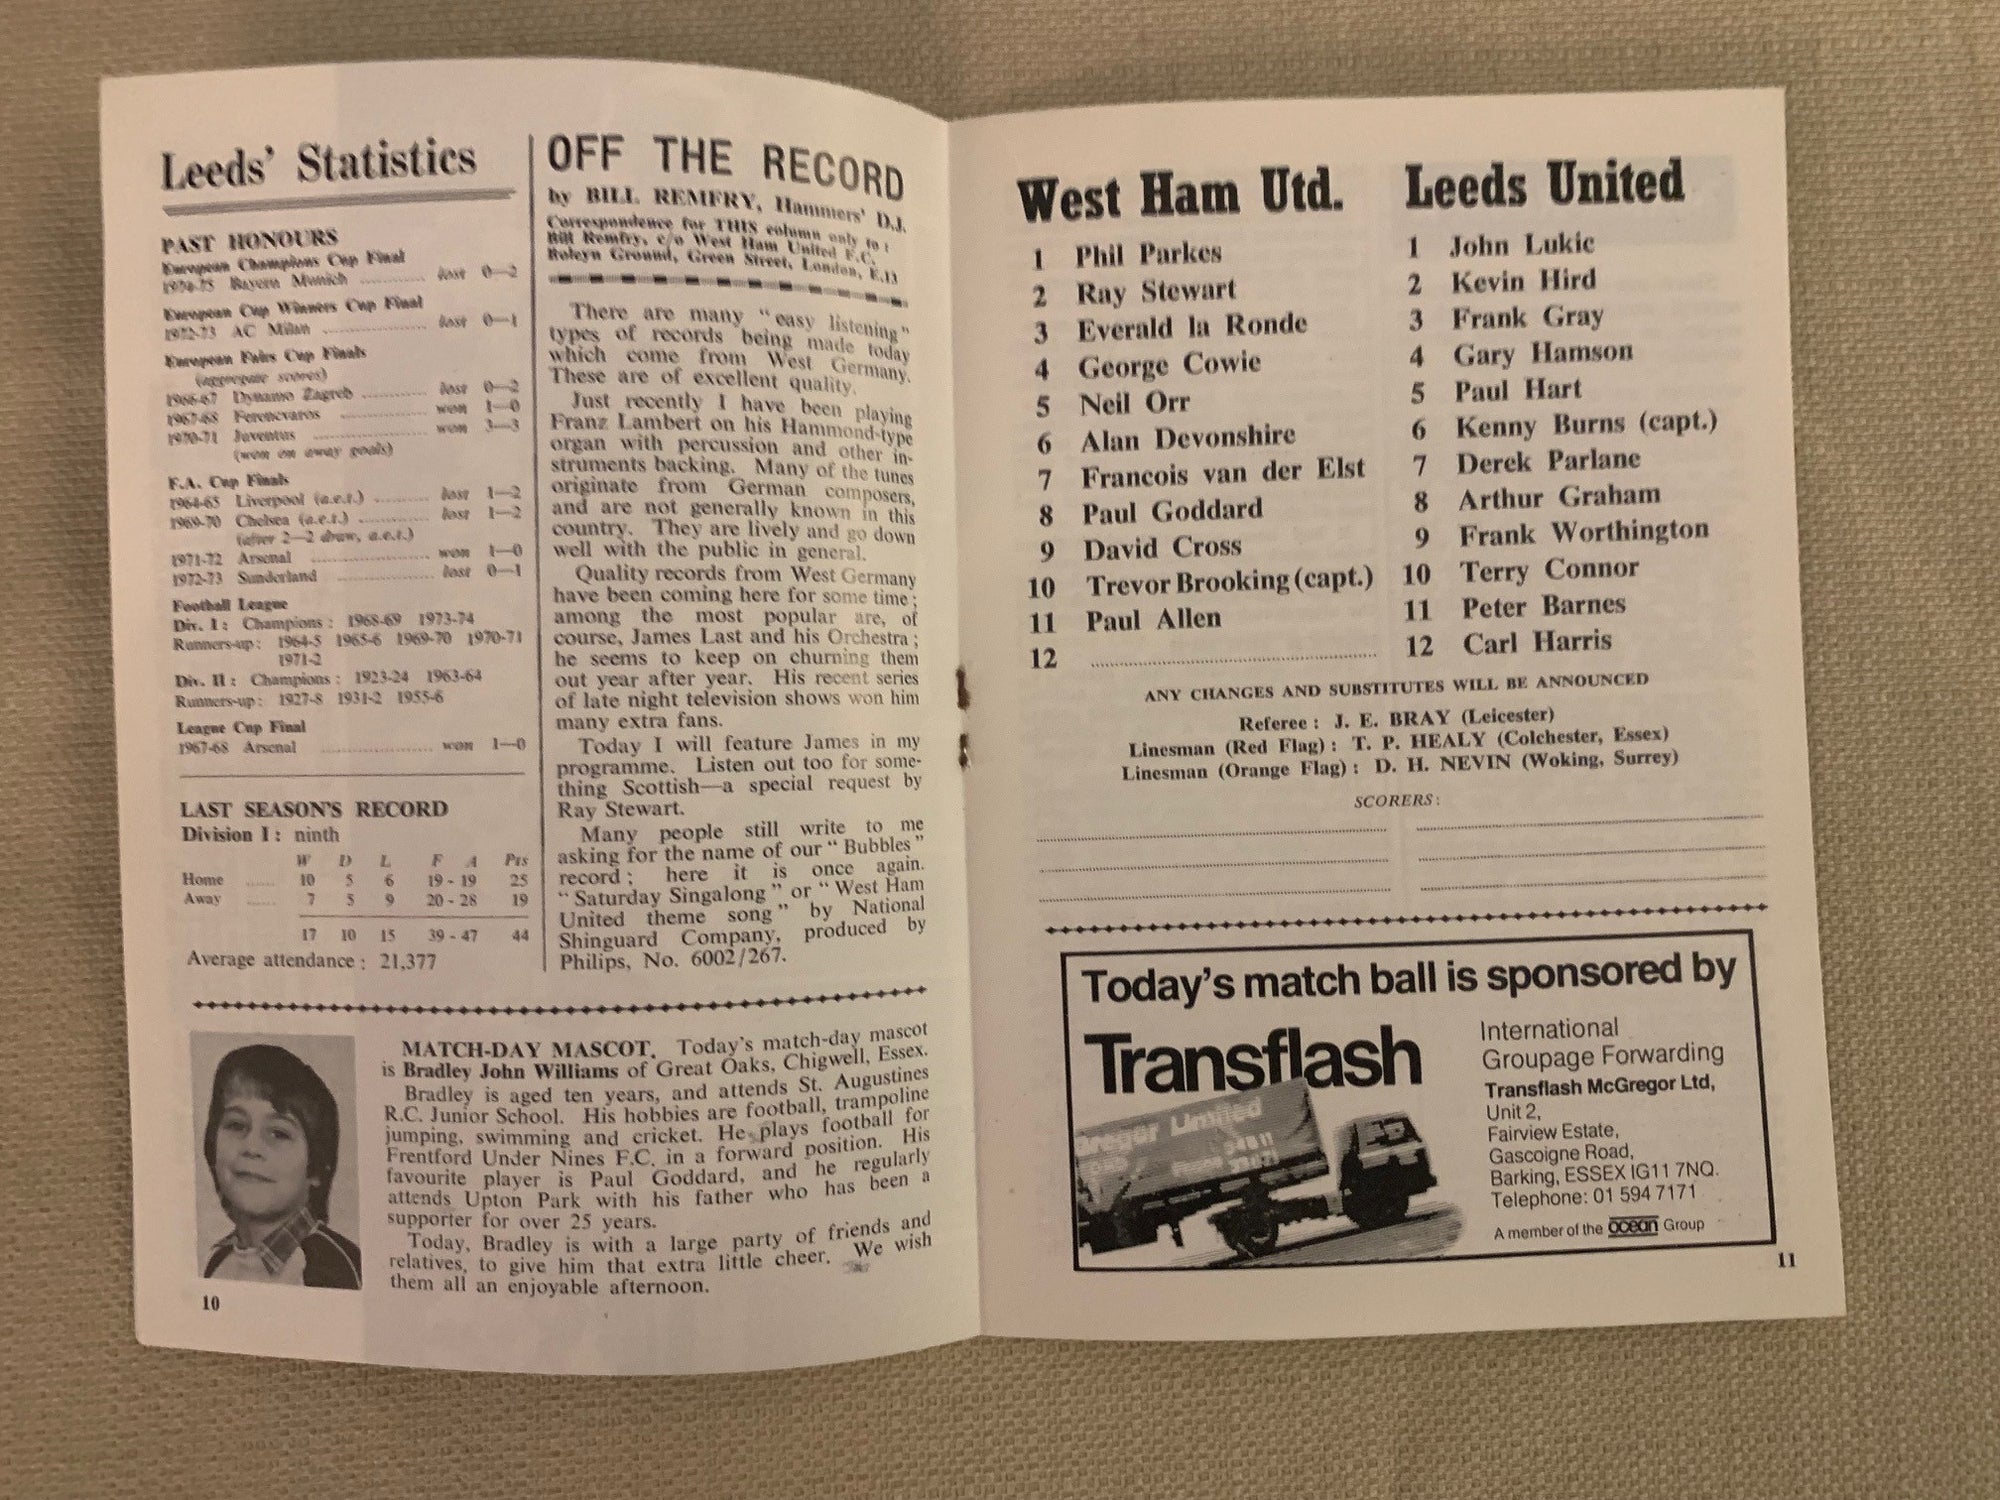 Leeds' Statistics
PAST HONOURS
European Champions Cup Final
1974-75 Bayern Munich ........... lost 0—2
European Cup Winners Cup Final
1972-73 AC Milan ................... lost 0—1
European Fairs Cup Finals
(aggregate scores)
1966-67 Dynamo Zagreb ........... lost 0—2
1967-68 Ferencvaros ............... won 1—0
1970-71 Juventus ................... won 3—3
(won on away goals)
F.A. Cup Finals
1964-65 Liverpool (a.e.t.) ......... lost 1—2
1969-70 Chelsea (a.e.t.) ............ lost 1—2
(after 2—2 draw, a.e.t.)
1971-72 Arsenal .................... won 1—0
1972-73 Sunderland ................ lost 0—1
Football League
Div. I : Champions : 1968-69 1973-74
Runners-up : 1964-5 1965-6 1969-70 1970-71
1971-2
Div. II : Champions : 1923-24 1963-64
Runners-up : 1927-8 1931-2 1955-6
League Cup Final
1967-68 Arsenal ................... won 1—0
LAST SEASON'S RECORD
Division I : ninth
W D L F A Pts
Home ...... 10 5 6 19 - 19 25
Away ...... 7 5 9 20 - 28 19
17 10 15 39 - 47 44
Average attendance : 21,377
OFF THE RECORD
by BILL REMFRY, Hammers' D.J.
Correspondence for THIS column only to :
Bill Remfry, c/o West Ham United F.C.
Boleyn Ground, Green Street, London, E.13
There are many "easy listening"
types of records being made today
which come from West Germany.
These are of excellent quality.
Just recently I have been playing
Franz Lambert on his Hammond-type
organ with percussion and other in-
struments backing. Many of the tunes
originate from German composers,
and are not generally known in this
country. They are lively and go down
well with the public in general.
Quality records from West Germany
have been coming here for some time ;
among the most popular are, of
course, James Last and his Orchestra ;
he seems to keep on churning them
out year after year. His recent series
of late night television shows won him
many extra fans.
Today I will feature James in my
programme. Listen out too for some-
thing Scottish—a special request by
Ray Stewart.
Many people still write to me
asking for the name of our " Bubbles "
record ; here it is once again.
" Saturday Singalong " or " West Ham
United theme song " by National
Shinguard Company, produced by
Philips, No. 6002/267.
MATCH-DAY MASCOT. Today's match-day mascot
is Bradley John Williams of Great Oaks, Chigwell, Essex.
Bradley is aged ten years, and attends St. Augustines
R.C. Junior School. His hobbies are football, trampoline
jumping, swimming and cricket. He plays football for
Frentford Under Nines F.C. in a forward position. His
favourite player is Paul Goddard, and he regularly
attends Upton Park with his father who has been a
supporter for over 25 years.
Today, Bradley is with a large party of friends and
relatives, to give him that extra little cheer. We wish
them all an enjoyable afternoon.
10
West Ham Utd.
1 Phil Parkes
2 Ray Stewart
3 Everald la Ronde
4 George Cowie
5 Neil Orr
6 Alan Devonshire
7 Francois van der Elst
8 Paul Goddard
9 David Cross
10 Trevor Brooking (capt.)
11 Paul Allen
12 ........................................
Leeds United
1 John Lukic
2 Kevin Hird
3 Frank Gray
4 Gary Hamson
5 Paul Hart
6 Kenny Burns (capt.)
7 Derek Parlane
8 Arthur Graham
9 Frank Worthington
10 Terry Connor
11 Peter Barnes
12 Carl Harris
ANY CHANGES AND SUBSTITUTES WILL BE ANNOUNCED
Referee : J. E. BRAY (Leicester)
Linesman (Red Flag) : T. P. HEALY (Colchester, Essex)
Linesman (Orange Flag) : D. H. NEVIN (Woking, Surrey)
SCORERS :
Today's match ball is sponsored by
Transflash
International
Groupage Forwarding
Transflash McGregor Ltd,
Unit 2,
Fairview Estate,
Gascoigne Road,
Barking, ESSEX IG11 7NQ.
Telephone: 01 594 7171
A member of the ocean Group
regor Limited
11